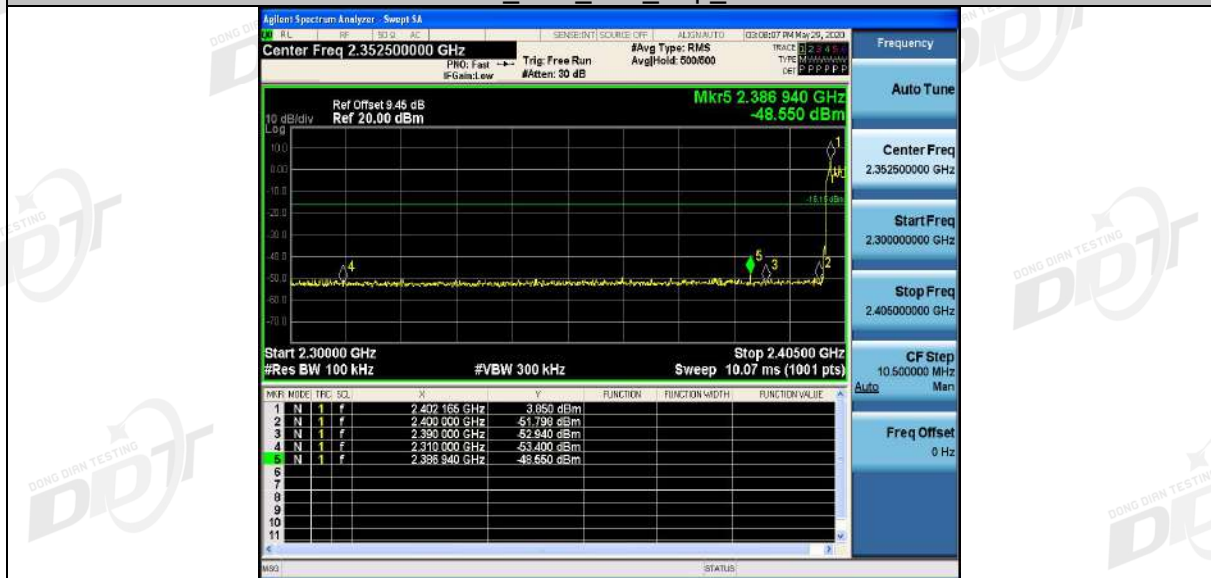 Agilent Spectrum Analyzer - Swept SA
RL RF 50 Ω AC SENSE:INT SOURCE OFF ALIGN AUTO 03:08:07 PM May 29, 2020
Center Freq 2.352500000 GHz
PNO: Fast
IFGain:Low
Trig: Free Run
#Atten: 30 dB
#Avg Type: RMS
Avg|Hold: 500/500
TRACE 1 2 3 4 5 6
TYPE M
DET P P P P P P
Frequency
Auto Tune
Center Freq
2.352500000 GHz
Start Freq
2.300000000 GHz
Stop Freq
2.405000000 GHz
CF Step
10.500000 MHz
Auto Man
Freq Offset
0 Hz
Mkr5 2.386 940 GHz
-48.550 dBm
Ref Offset 9.45 dB
10 dB/div Ref 20.00 dBm
Log
10.0
0.00
-10.0
-20.0
-30.0
-40.0
-50.0
-60.0
-70.0
1
2
3
4
5
Start 2.30000 GHz Stop 2.40500 GHz
#Res BW 100 kHz #VBW 300 kHz Sweep 10.07 ms (1001 pts)
MKR MODE TRC SCL X Y FUNCTION FUNCTION WIDTH FUNCTION VALUE
1 N 1 f 2.402 165 GHz 3.850 dBm
2 N 1 f 2.400 000 GHz -51.798 dBm
3 N 1 f 2.390 000 GHz -52.940 dBm
4 N 1 f 2.310 000 GHz -53.400 dBm
5 N 1 f 2.386 940 GHz -48.550 dBm
6
7
8
9
10
11
MSG STATUS
DONG DIAN TESTING
DDT